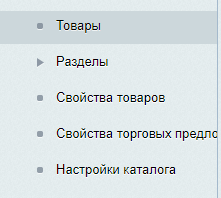 Товары
Разделы
Свойства товаров
Свойства торговых предло
Настройки каталога